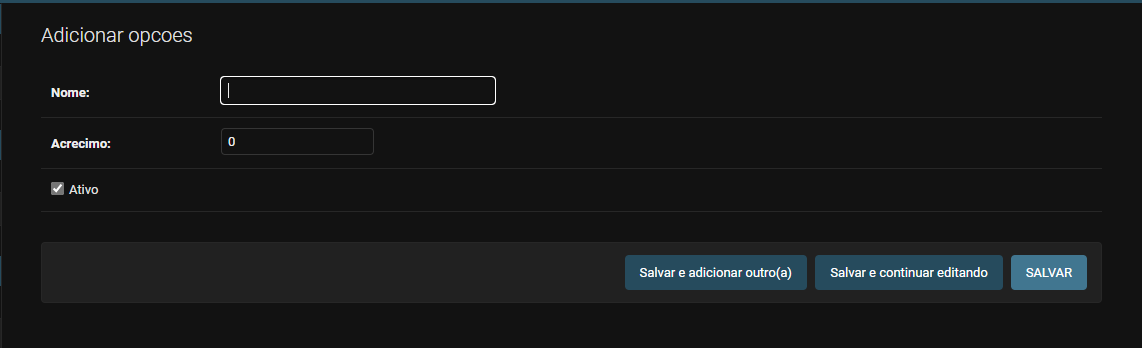 Adicionar opcoes
Nome:
Acrecimo:
0
Ativo
Salvar e adicionar outro(a)
Salvar e continuar editando
SALVAR